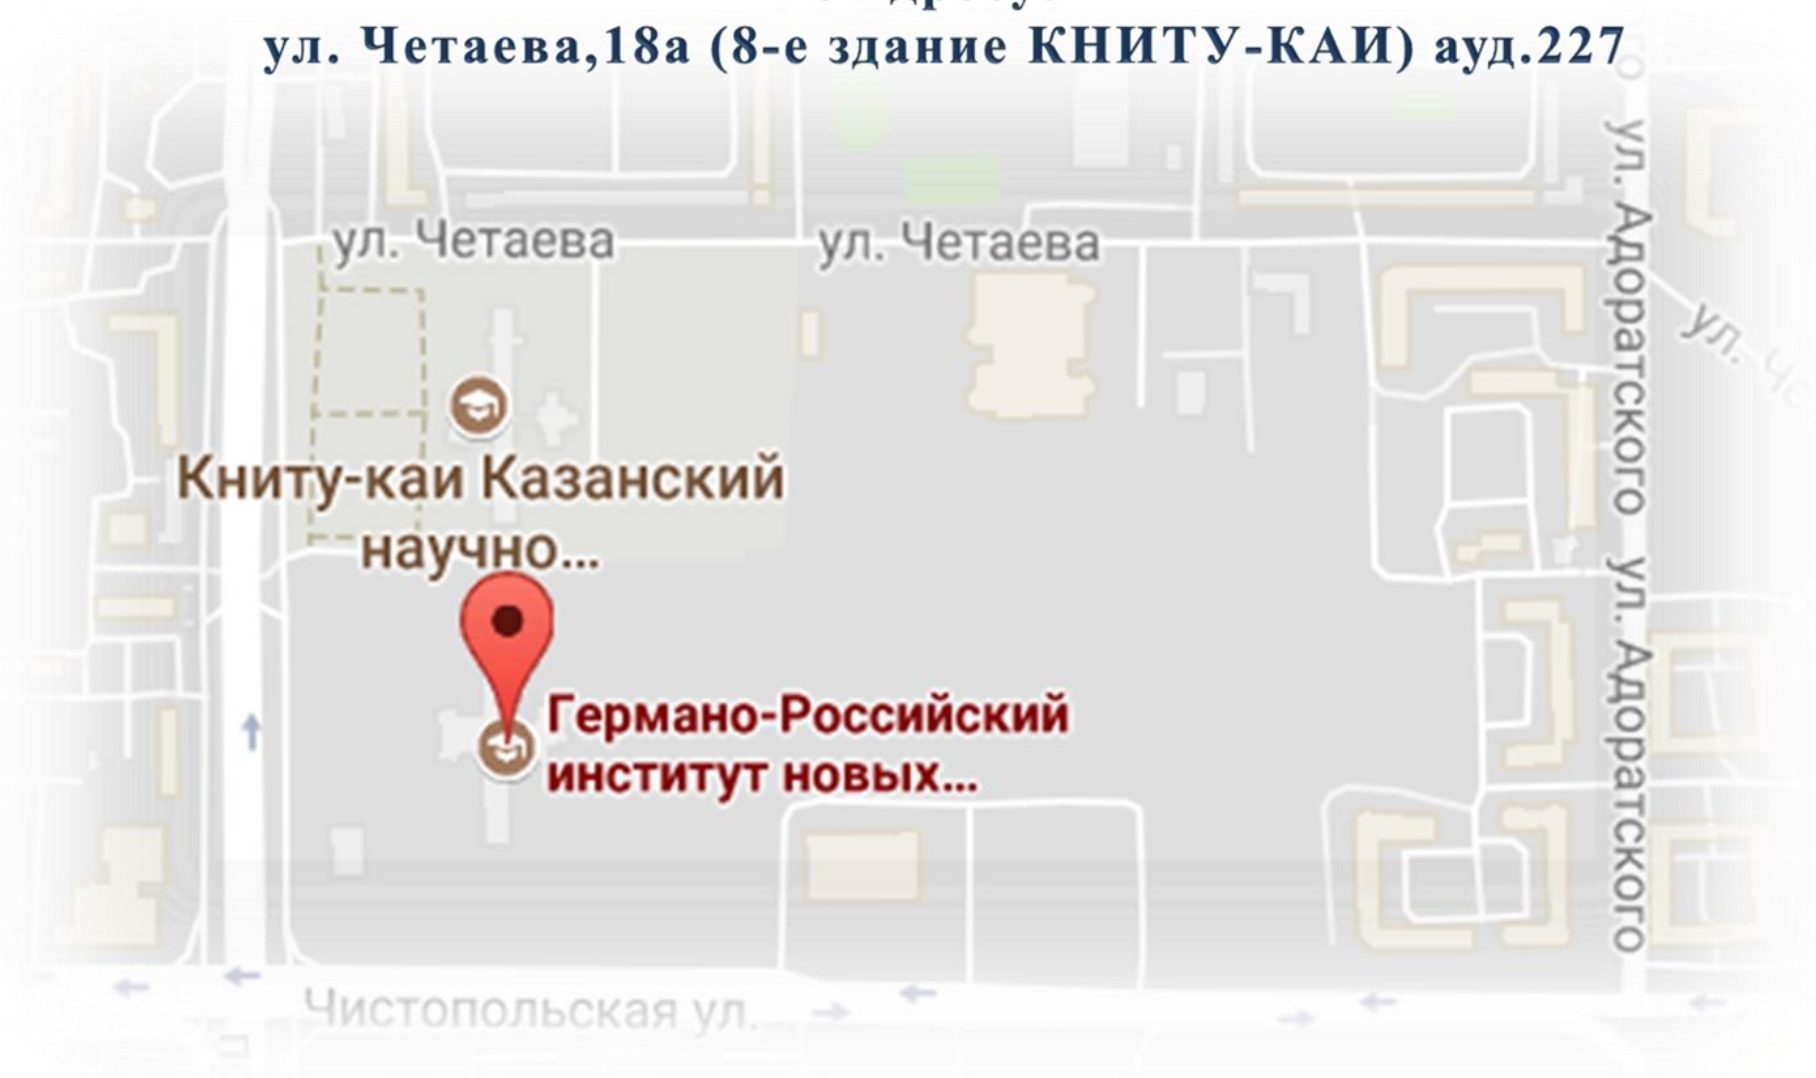 ул. Четаева,18а (8-е здание КНИТУ-КАИ) ауд.227
ул. Четаева
ул. Четаева
ул. Адоратского
ул.
Книту-каи Казанский
научно...
ул. Адоратского
Германо-Российский
институт новых...
Чистопольская ул.